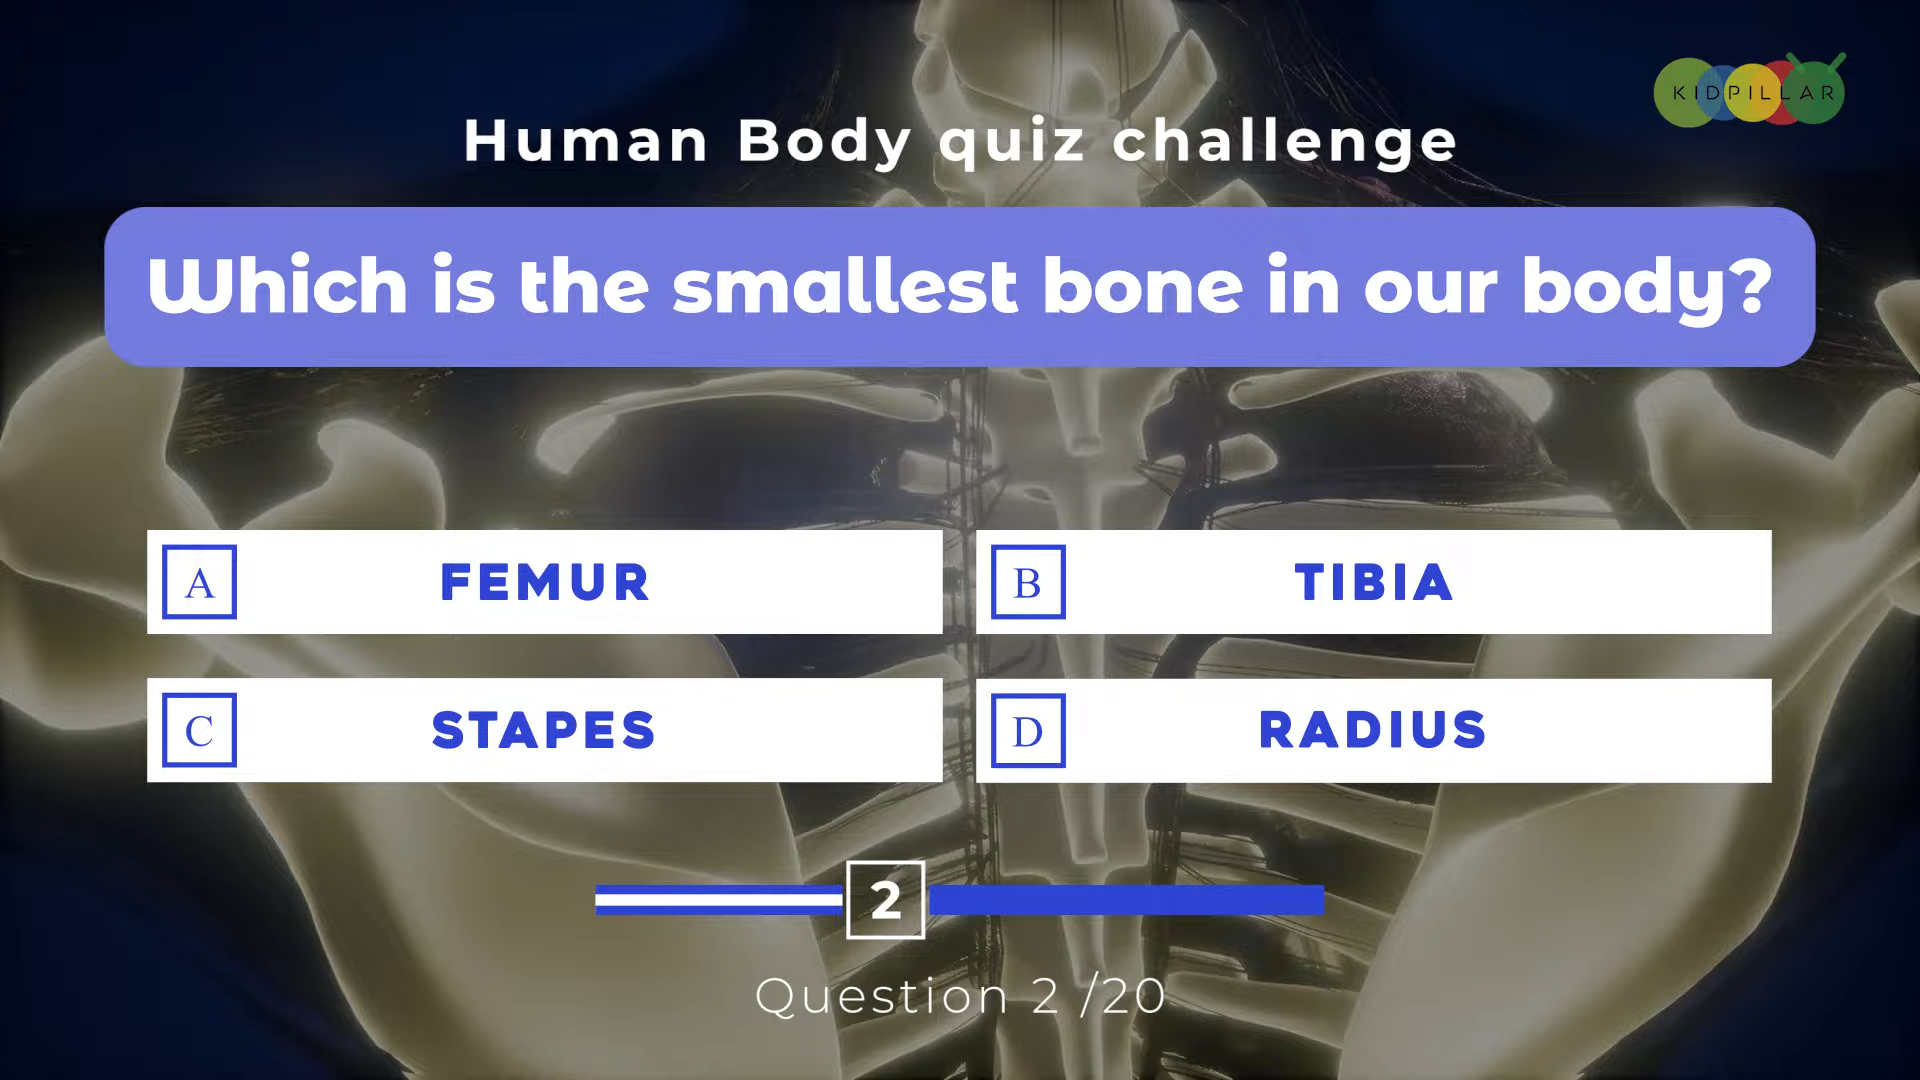 KIDPILLAR
Human Body quiz challenge
Which is the smallest bone in our body?
A FEMUR
B TIBIA
C STAPES
D RADIUS
2
Question 2 /20